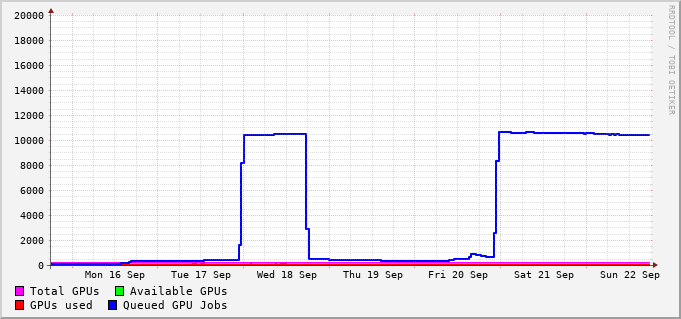 20000
18000
16000
14000
12000
10000
8000
6000
4000
2000
0
Mon 16 Sep Tue 17 Sep Wed 18 Sep Thu 19 Sep Fri 20 Sep Sat 21 Sep Sun 22 Sep
Total GPUs Available GPUs
GPUs used Queued GPU Jobs
RRDTOOL / TOBI OETIKER